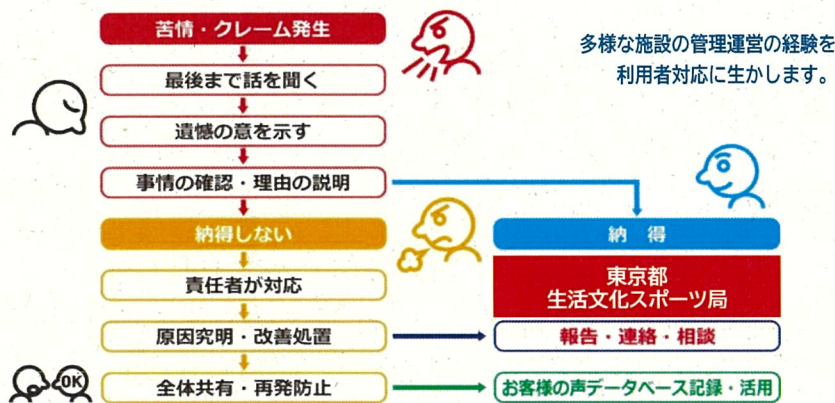 苦情・クレーム発生
多様な施設の管理運営の経験を
利用者対応に生かします。
最後まで話を聞く
遺憾の意を示す
事情の確認・理由の説明
納得しない
納　得
責任者が対応
東京都
生活文化スポーツ局
原因究明・改善処置
報告・連絡・相談
OK
全体共有・再発防止
お客様の声データベース記録・活用